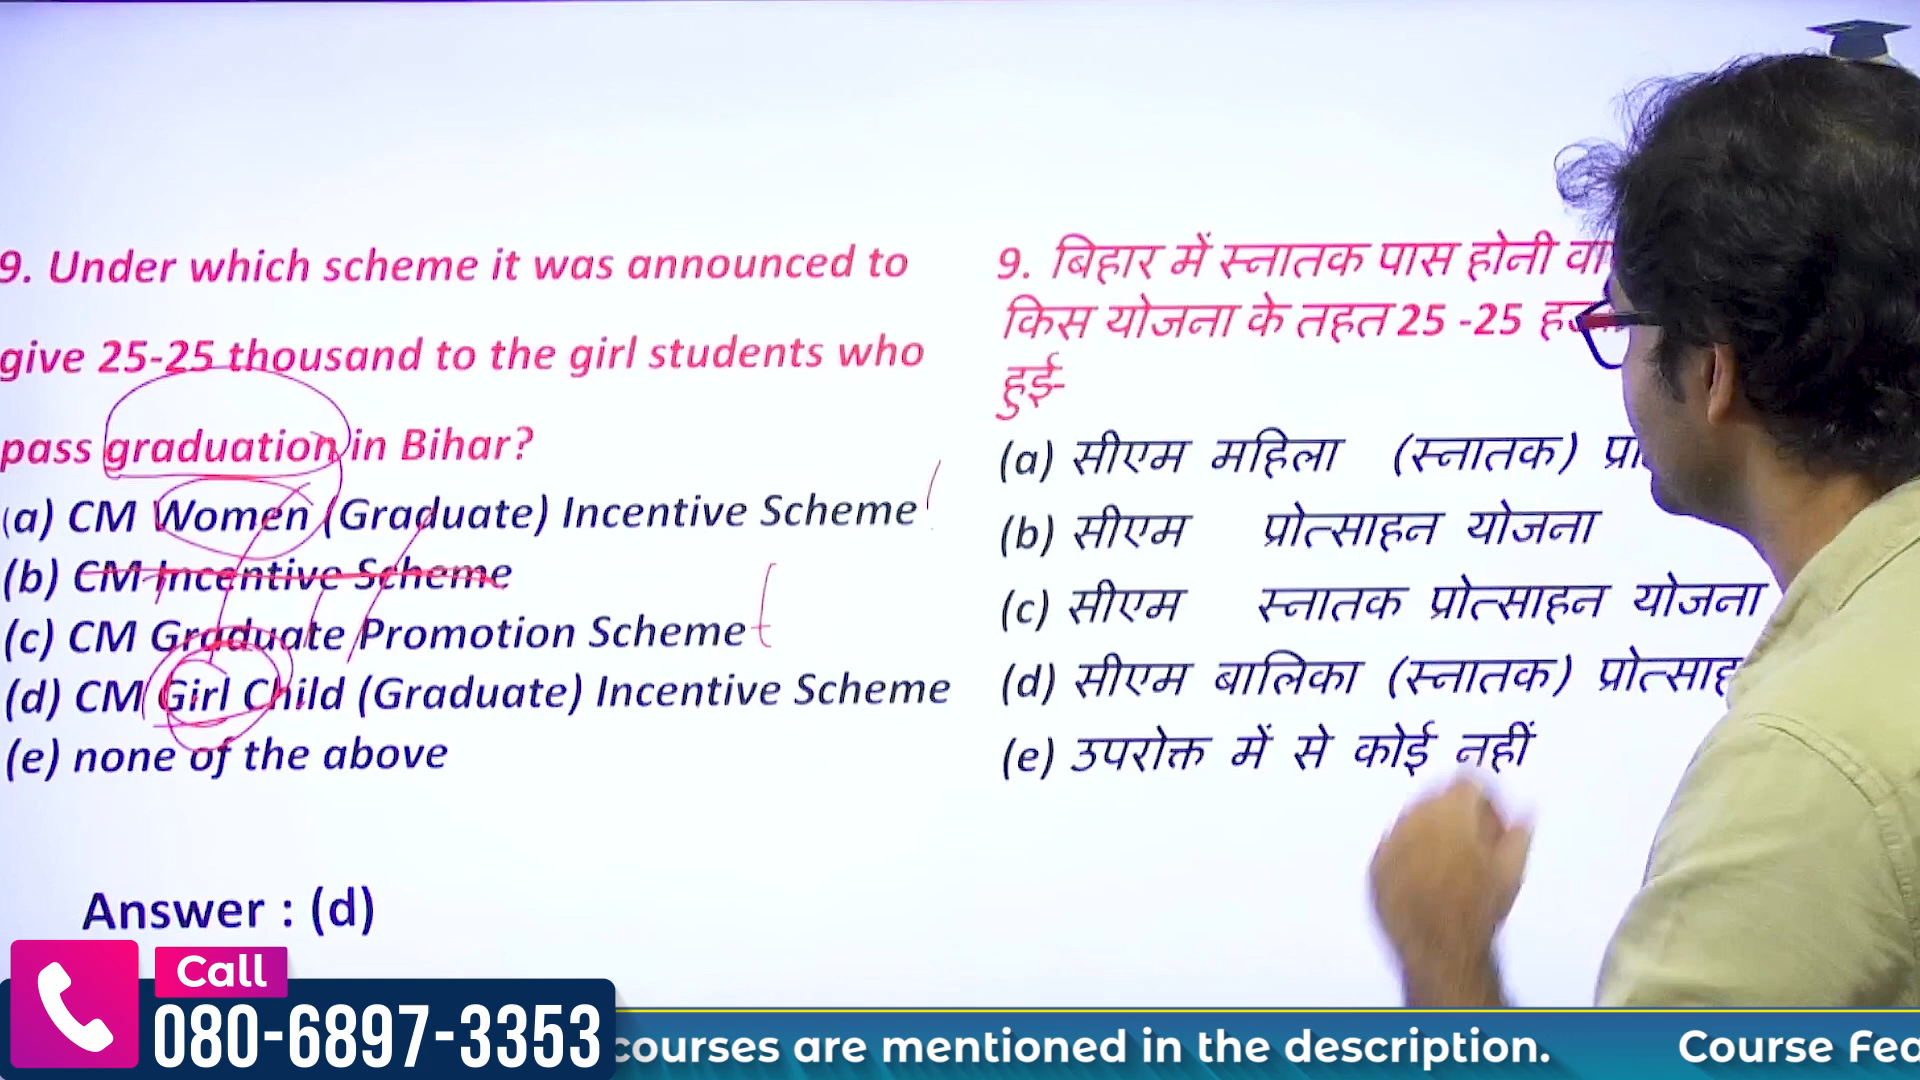 9. Under which scheme it was announced to
give 25-25 thousand to the girl students who
pass graduation in Bihar?
(a) CM Women (Graduate) Incentive Scheme
(b) CM Incentive Scheme
(c) CM Graduate Promotion Scheme
(d) CM Girl Child (Graduate) Incentive Scheme
(e) none of the above
Answer : (d)
9. बिहार में स्नातक पास होनी
किस योजना के तहत 25 -25
हुई-
(a) सीएम महिला (स्नातक)
(b) सीएम प्रोत्साहन योजना
(c) सीएम स्नातक प्रोत्साहन योजना
(d) सीएम बालिका (स्नातक)
(e) उपरोक्त में से कोई नहीं
Call
080-6897-3353
courses are mentioned in the description. Course